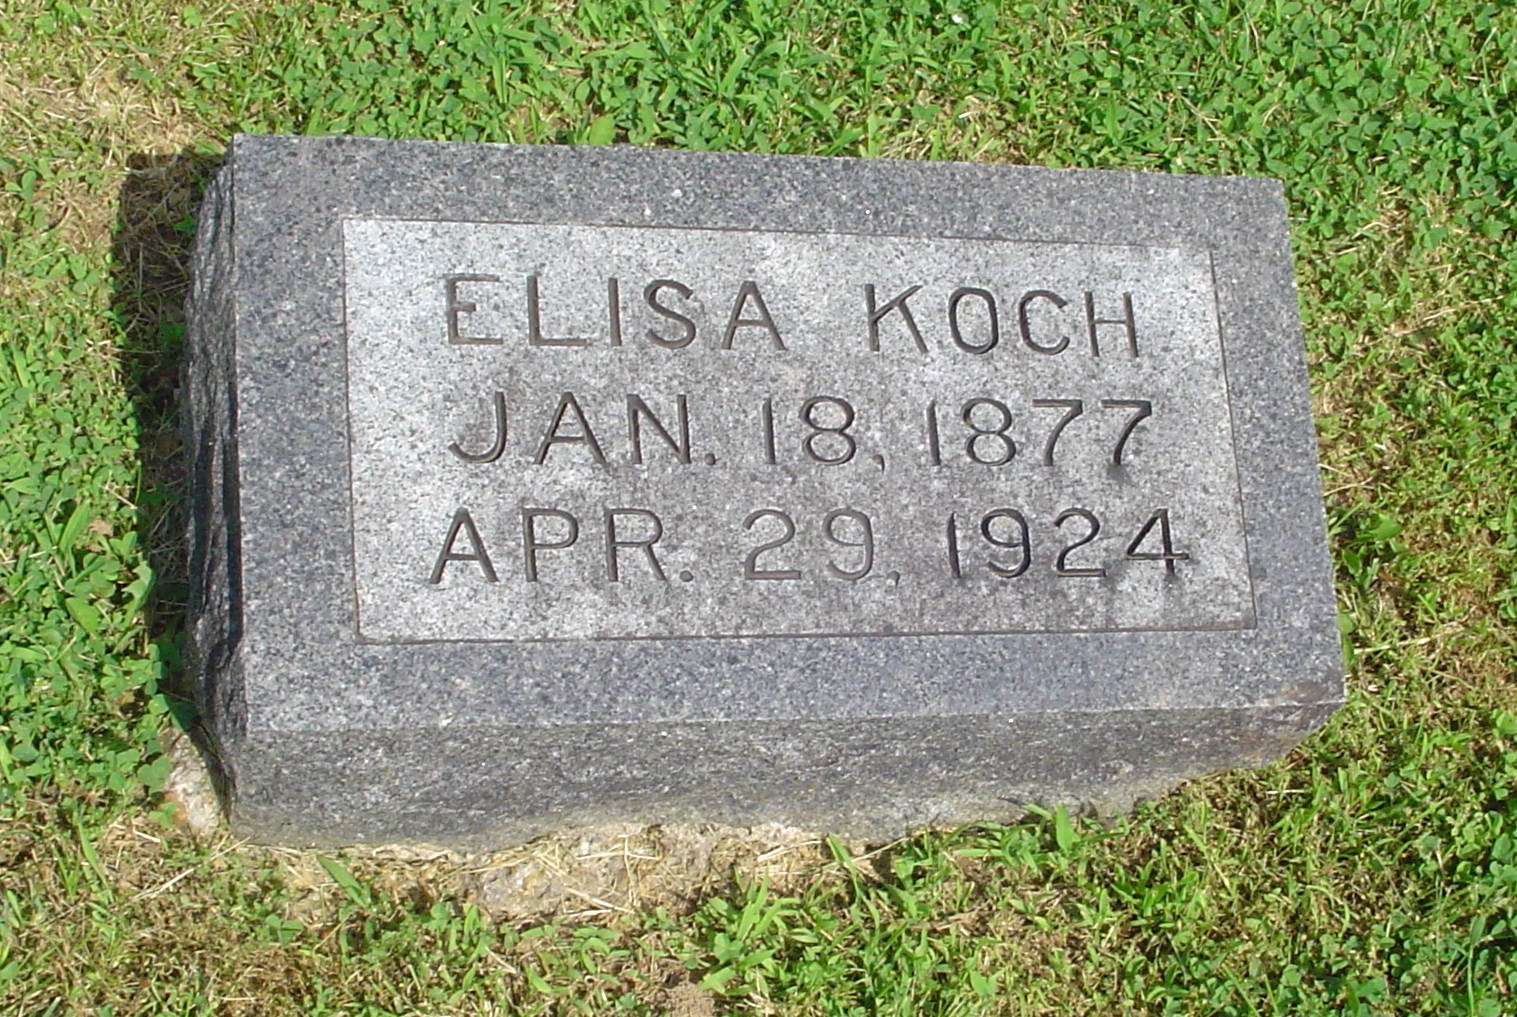 ELISA KOCH
JAN. 18, 1877
APR. 29, 1924